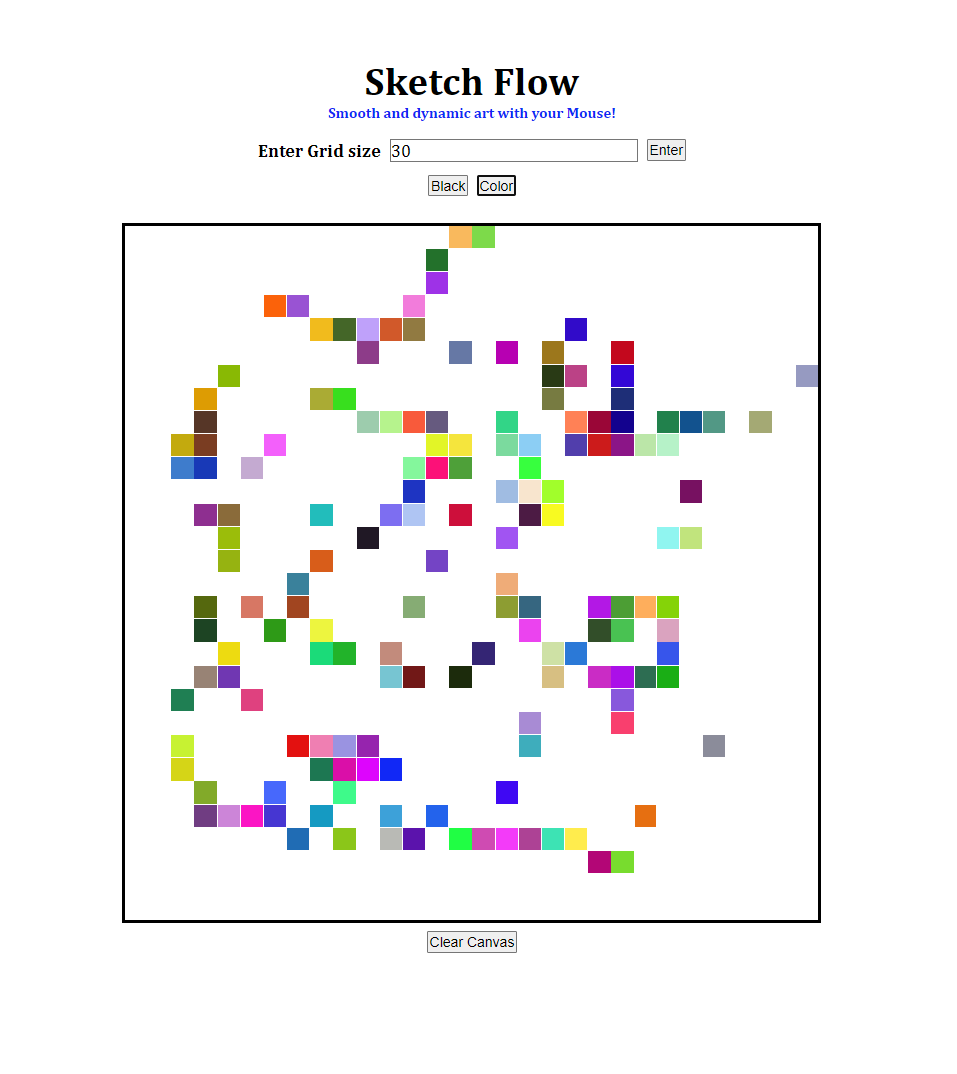 Sketch Flow
Smooth and dynamic art with your Mouse!
Enter Grid size 30 Enter
Black Color
Clear Canvas